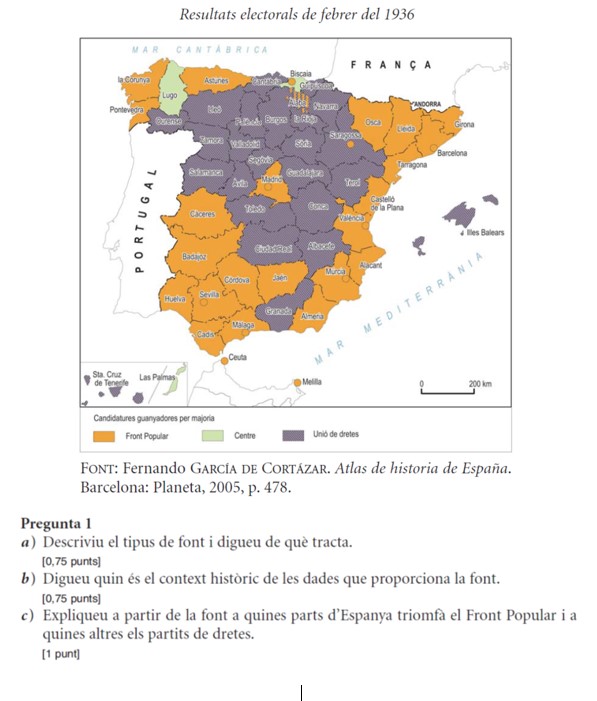 Resultats electorals de febrer del 1936
MAR CANTÀBRICA
FRANÇA
la Corunya
Lugo
Astúries
Cantàbria
Biscaia
Guipúscoa
Pontevedra
Ourense
Lleó
Palència
Burgos
Àlaba
la Rioja
Navarra
Osca
Lleida
ANDORRA
Girona
Barcelona
Zamora
Valladolid
Sòria
Saragossa
Tarragona
Salamanca
Segòvia
Àvila
Madrid
Guadalajara
Terol
PORTUGAL
Toledo
Conca
Castelló
de la Plana
València
Illes Balears
Càceres
Ciudad Real
Albacete
Badajoz
Alacant
Múrcia
Còrdova
Jaén
Huelva
Sevilla
Granada
Almeria
Màlaga
Cadis
MAR MEDITERRÀNIA
Ceuta
Melilla
Sta. Cruz
de Tenerife
Las Palmas
0 200 km
Candidatures guanyadores per majoria
Front Popular Centre Unió de dretes
FONT: Fernando GARCÍA DE CORTÁZAR. Atlas de historia de España.
Barcelona: Planeta, 2005, p. 478.
Pregunta 1
a) Descriviu el tipus de font i digueu de què tracta.
[0,75 punts]
b) Digueu quin és el context històric de les dades que proporciona la font.
[0,75 punts]
c) Expliqueu a partir de la font a quines parts d’Espanya triomfà el Front Popular i a
quines altres els partits de dretes.
[1 punt]